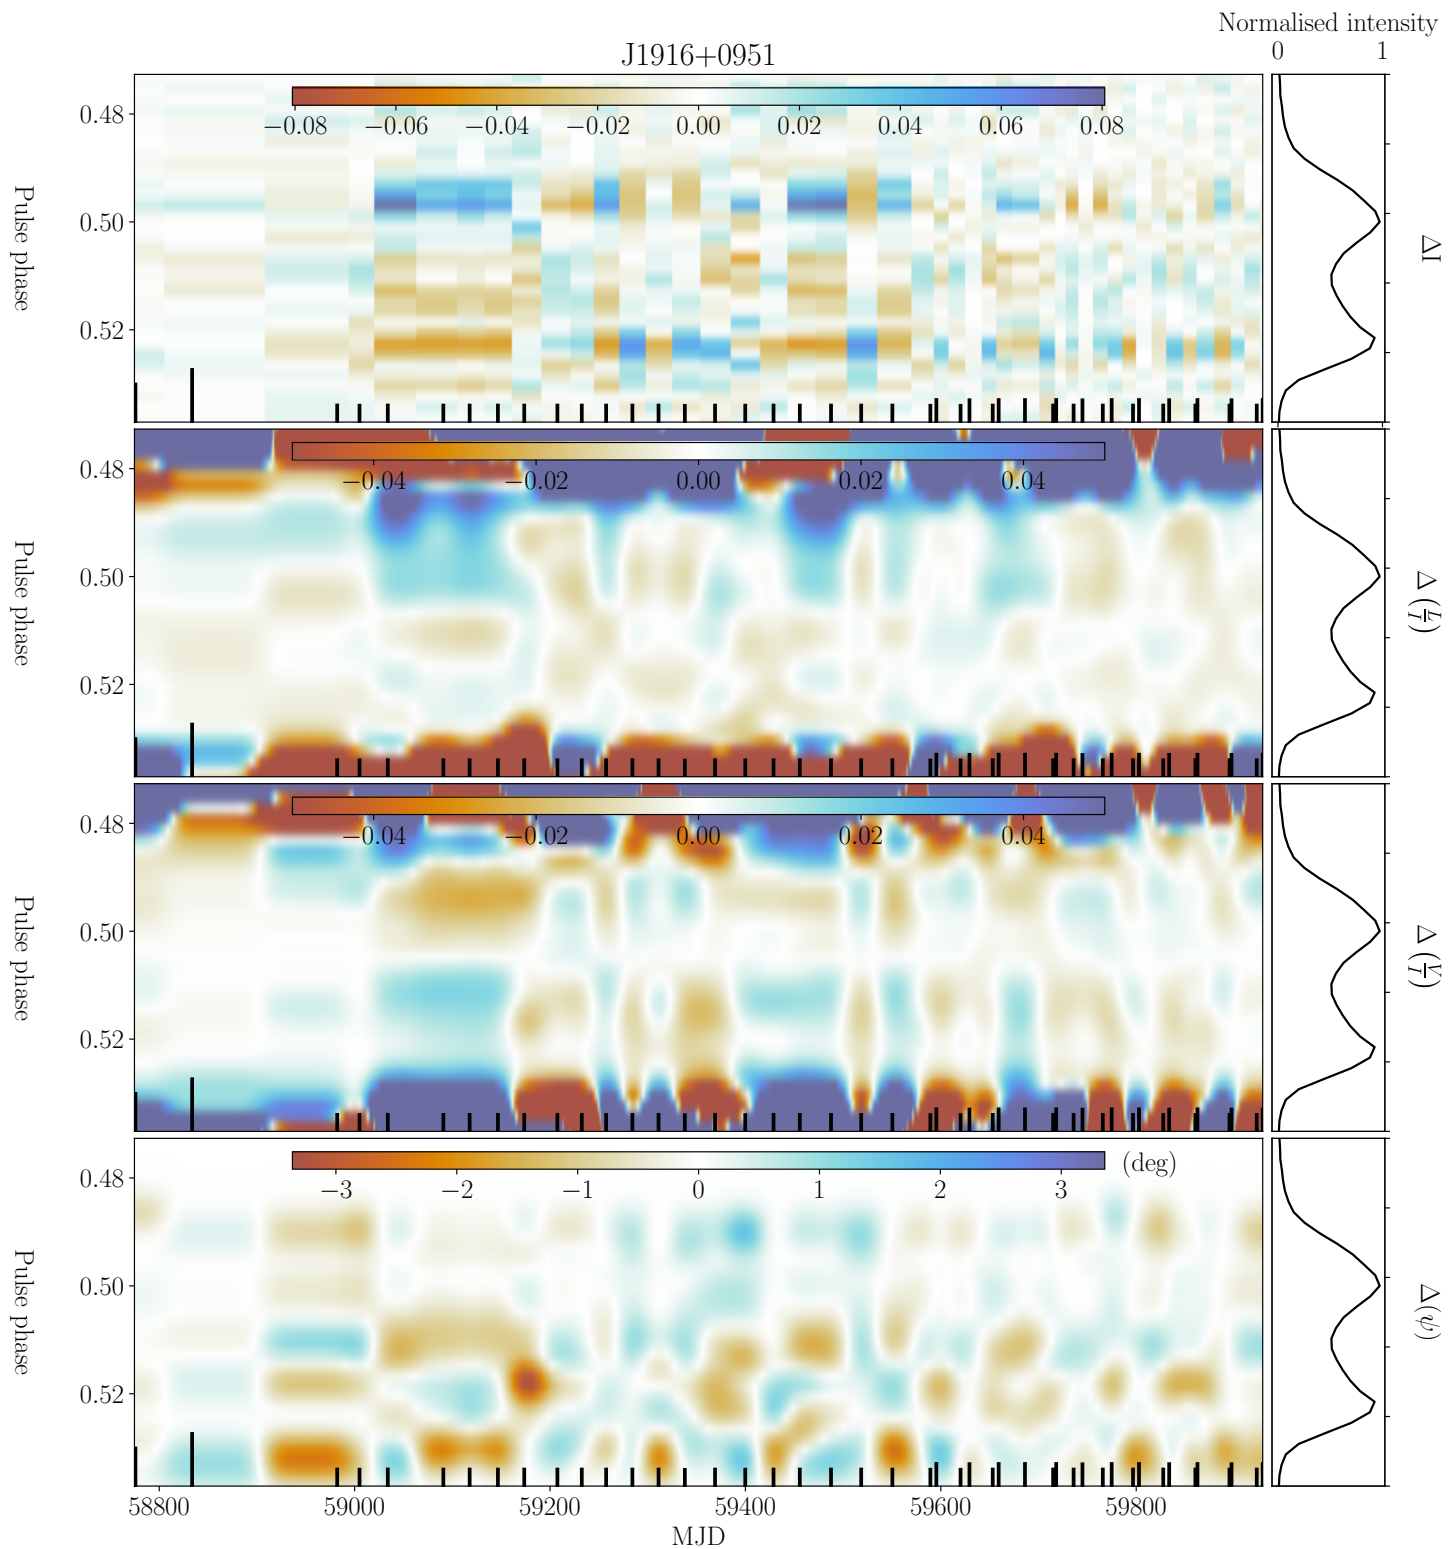 Normalised intensity
J1916+0951
0 1
−0.08 −0.06 −0.04 −0.02 0.00 0.02 0.04 0.06 0.08
0.48
0.50
0.52
Pulse phase
ΔI
−0.04 −0.02 0.00 0.02 0.04
0.48
0.50
0.52
Pulse phase
Δ(L/I)
−0.04 −0.02 0.00 0.02 0.04
0.48
0.50
0.52
Pulse phase
Δ(V/I)
(deg)
−3 −2 −1 0 1 2 3
0.48
0.50
0.52
Pulse phase
Δ(ψ)
58800 59000 59200 59400 59600 59800
MJD